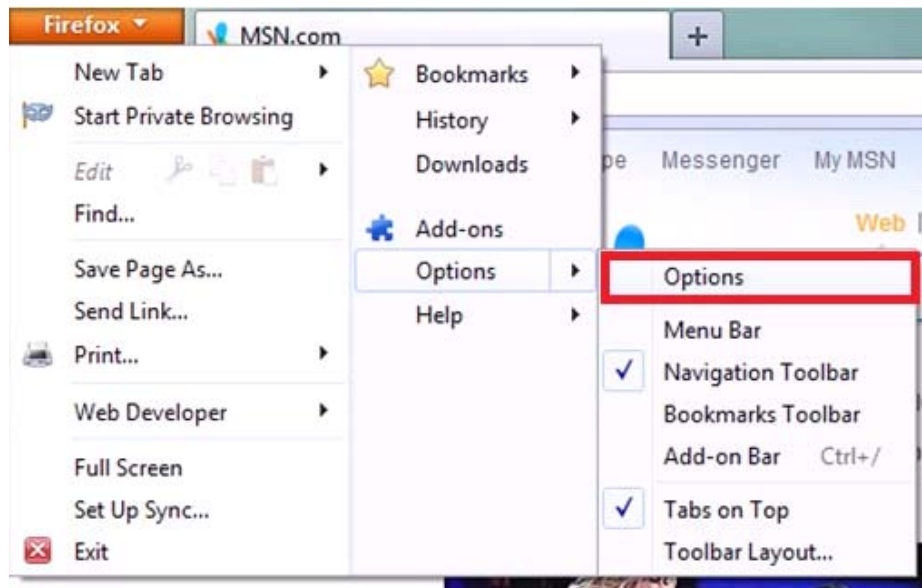 Firefox
MSN.com
+
New Tab
Start Private Browsing
Edit
Find...
Save Page As...
Send Link...
Print...
Web Developer
Full Screen
Set Up Sync...
Exit
Bookmarks
History
Downloads
Add-ons
Options
Help
Messenger My MSN
Web
Options
Menu Bar
Navigation Toolbar
Bookmarks Toolbar
Add-on Bar Ctrl+/
Tabs on Top
Toolbar Layout...